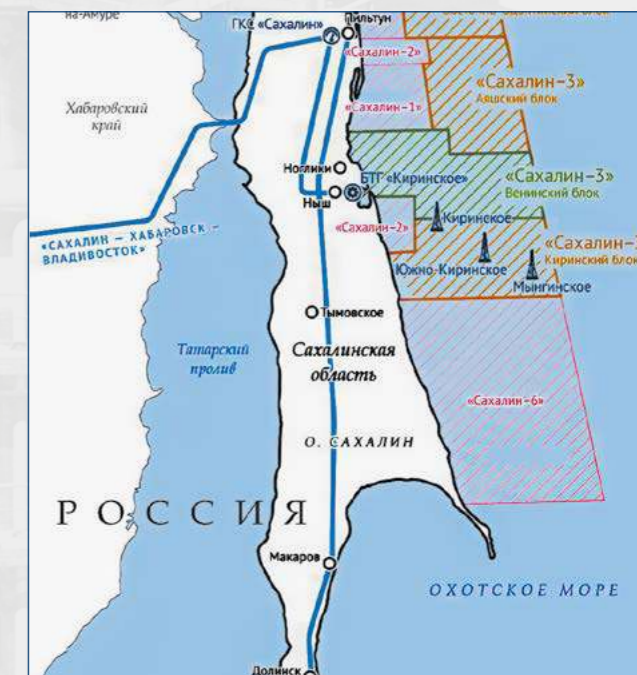 на-Амуре
ГКС «Сахалин»
Пильтун
«Сахалин-2»
«Сахалин-3»
Аяшский блок
Хабаровский
край
«Сахалин-1»
Ноглики
БТГ «Киринское»
«Сахалин-3»
Венинский блок
Ныш
«Сахалин-2»
Киринское
«САХАЛИН – ХАБАРОВСК –
ВЛАДИВОСТОК»
«Сахалин-3
Киринский блок
Южно-Киринское
Мынгинское
Тымовское
Татарский
пролив
Сахалинская
область
«Сахалин-6»
О. САХАЛИН
РОССИЯ
Макаров
ОХОТСКОЕ МОРЕ
Долинск